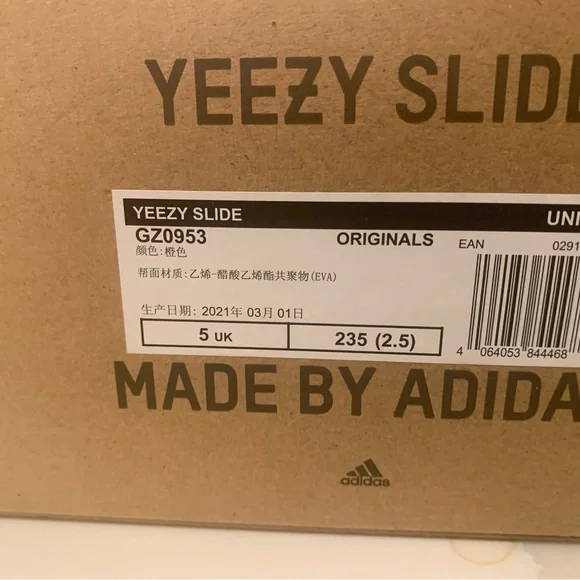 YEEZY SLIDE
YEEZY SLIDE UNI
GZ0953 ORIGINALS EAN 0291
颜色:橙色
帮面材质:乙烯-醋酸乙烯酯共聚物(EVA)
生产日期: 2021年 03月 01日
5 UK 235 (2.5)
4 064053 844468
MADE BY ADIDA
adidas